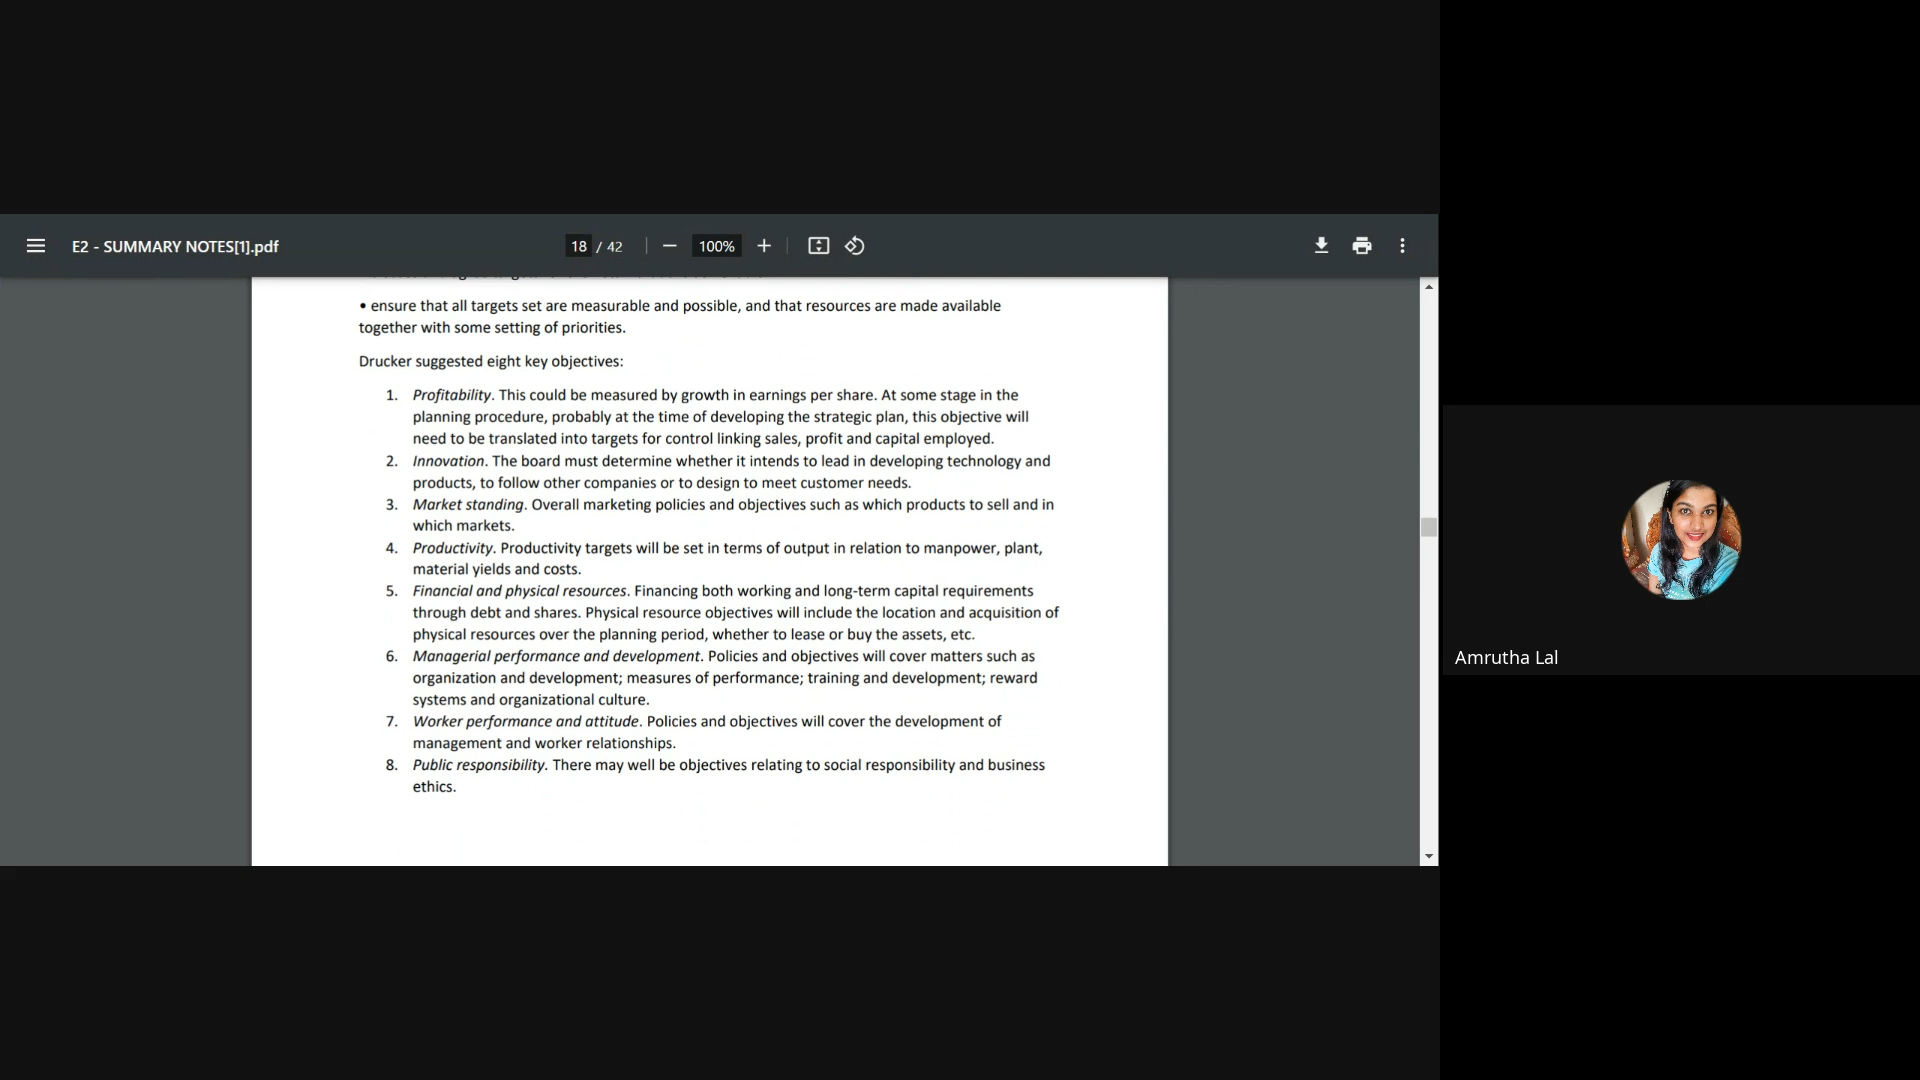 E2 - SUMMARY NOTES[1].pdf
18 / 42
100%
• ensure that all targets set are measurable and possible, and that resources are made available
together with some setting of priorities.
Drucker suggested eight key objectives:
1. Profitability. This could be measured by growth in earnings per share. At some stage in the
planning procedure, probably at the time of developing the strategic plan, this objective will
need to be translated into targets for control linking sales, profit and capital employed.
2. Innovation. The board must determine whether it intends to lead in developing technology and
products, to follow other companies or to design to meet customer needs.
3. Market standing. Overall marketing policies and objectives such as which products to sell and in
which markets.
4. Productivity. Productivity targets will be set in terms of output in relation to manpower, plant,
material yields and costs.
5. Financial and physical resources. Financing both working and long-term capital requirements
through debt and shares. Physical resource objectives will include the location and acquisition of
physical resources over the planning period, whether to lease or buy the assets, etc.
6. Managerial performance and development. Policies and objectives will cover matters such as
organization and development; measures of performance; training and development; reward
systems and organizational culture.
7. Worker performance and attitude. Policies and objectives will cover the development of
management and worker relationships.
8. Public responsibility. There may well be objectives relating to social responsibility and business
ethics.
Amrutha Lal